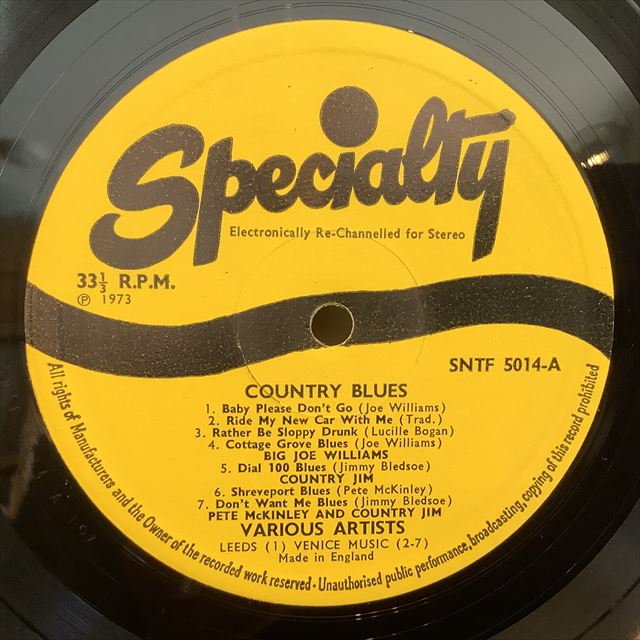 Specialty
Electronically Re-Channelled for Stereo
33⅓ R.P.M.
℗ 1973
SNTF 5014-A
COUNTRY BLUES
1. Baby Please Don't Go (Joe Williams)
2. Ride My New Car With Me (Trad.)
3. Rather Be Sloppy Drunk (Lucille Bogan)
4. Cottage Grove Blues (Joe Williams)
BIG JOE WILLIAMS
5. Dial 100 Blues (Jimmy Bledsoe)
COUNTRY JIM
6. Shreveport Blues (Pete McKinley)
7. Don't Want Me Blues (Jimmy Bledsoe)
PETE McKINLEY AND COUNTRY JIM
VARIOUS ARTISTS
LEEDS (1) VENICE MUSIC (2-7)
Made in England
All rights of Manufacturers and the Owner of the recorded work reserved · Unauthorised public performance, broadcasting, copying of this record prohibited